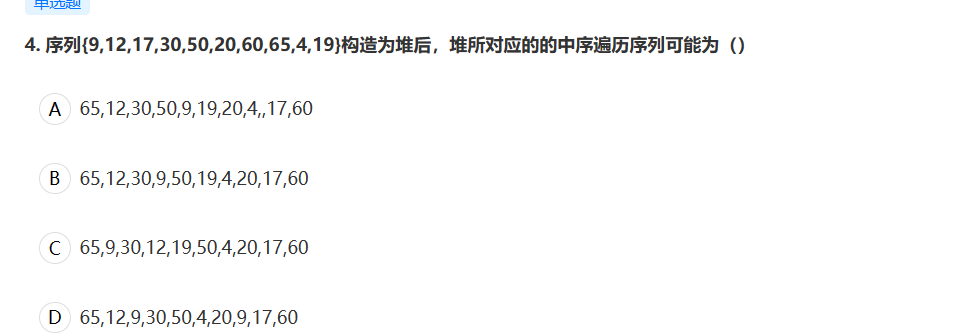 单选题
4. 序列{9,12,17,30,50,20,60,65,4,19}构造为堆后，堆所对应的的中序遍历序列可能为（）
A 65,12,30,50,9,19,20,4,,17,60
B 65,12,30,9,50,19,4,20,17,60
C 65,9,30,12,19,50,4,20,17,60
D 65,12,9,30,50,4,20,9,17,60